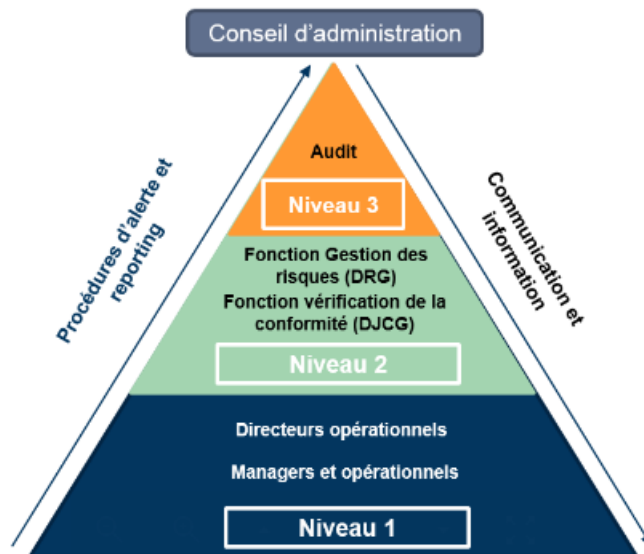 Conseil d'administration
Procédures d'alerte et
reporting
Communication et
information
Audit
Niveau 3
Fonction Gestion des
risques (DRG)
Fonction vérification de la
conformité (DJCG)
Niveau 2
Directeurs opérationnels
Managers et opérationnels
Niveau 1